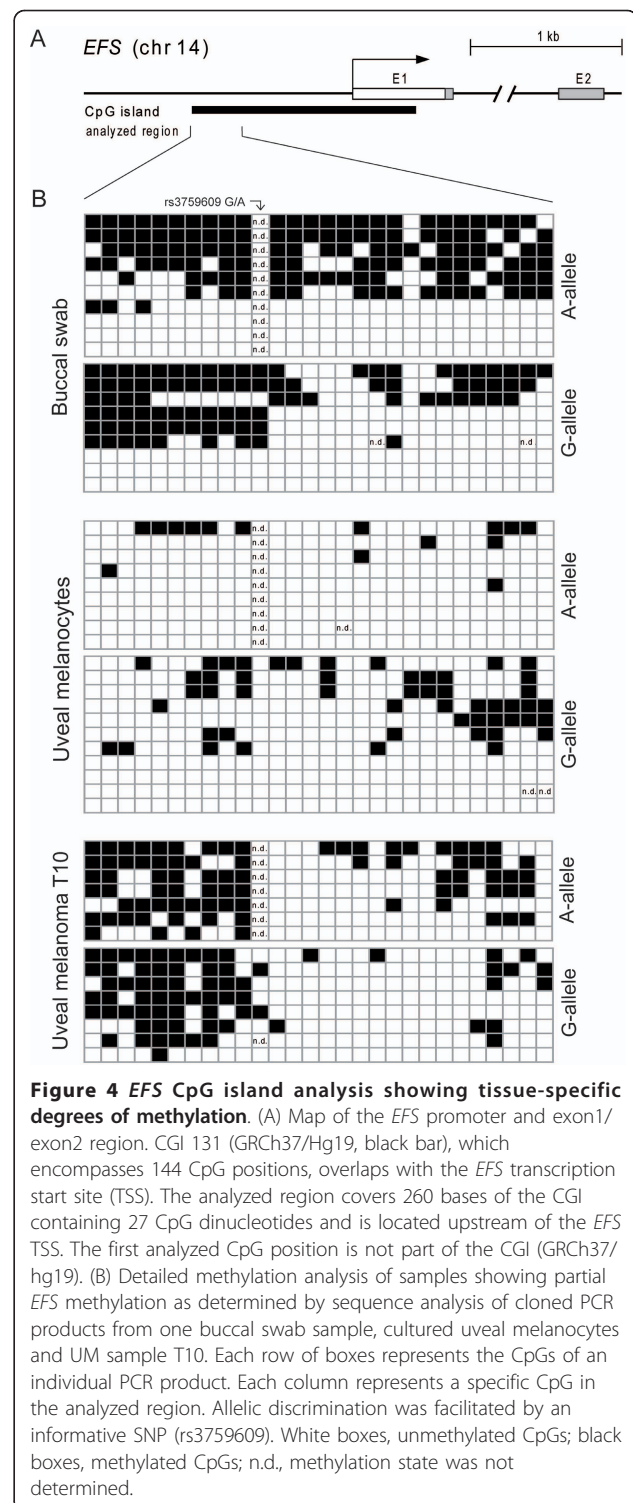 A
EFS (chr 14)
1 kb
E1
E2
CpG island
analyzed region
B
rs3759609 G/A
Buccal swab
n.d.
n.d.
n.d.
n.d.
n.d.
n.d.
n.d.
n.d.
n.d.
n.d.
A-allele
n.d.
n.d.
G-allele
Uveal melanocytes
n.d.
n.d.
n.d.
n.d.
n.d.
n.d.
n.d.
n.d. n.d.
n.d.
A-allele
n.d. n.d
G-allele
Uveal melanoma T10
n.d.
n.d.
n.d.
n.d.
n.d.
n.d.
n.d.
A-allele
n.d.
G-allele
Figure 4 EFS CpG island analysis showing tissue-specific
degrees of methylation. (A) Map of the EFS promoter and exon1/
exon2 region. CGI 131 (GRCh37/Hg19, black bar), which
encompasses 144 CpG positions, overlaps with the EFS transcription
start site (TSS). The analyzed region covers 260 bases of the CGI
containing 27 CpG dinucleotides and is located upstream of the EFS
TSS. The first analyzed CpG position is not part of the CGI (GRCh37/
hg19). (B) Detailed methylation analysis of samples showing partial
EFS methylation as determined by sequence analysis of cloned PCR
products from one buccal swab sample, cultured uveal melanocytes
and UM sample T10. Each row of boxes represents the CpGs of an
individual PCR product. Each column represents a specific CpG in
the analyzed region. Allelic discrimination was facilitated by an
informative SNP (rs3759609). White boxes, unmethylated CpGs; black
boxes, methylated CpGs; n.d., methylation state was not
determined.